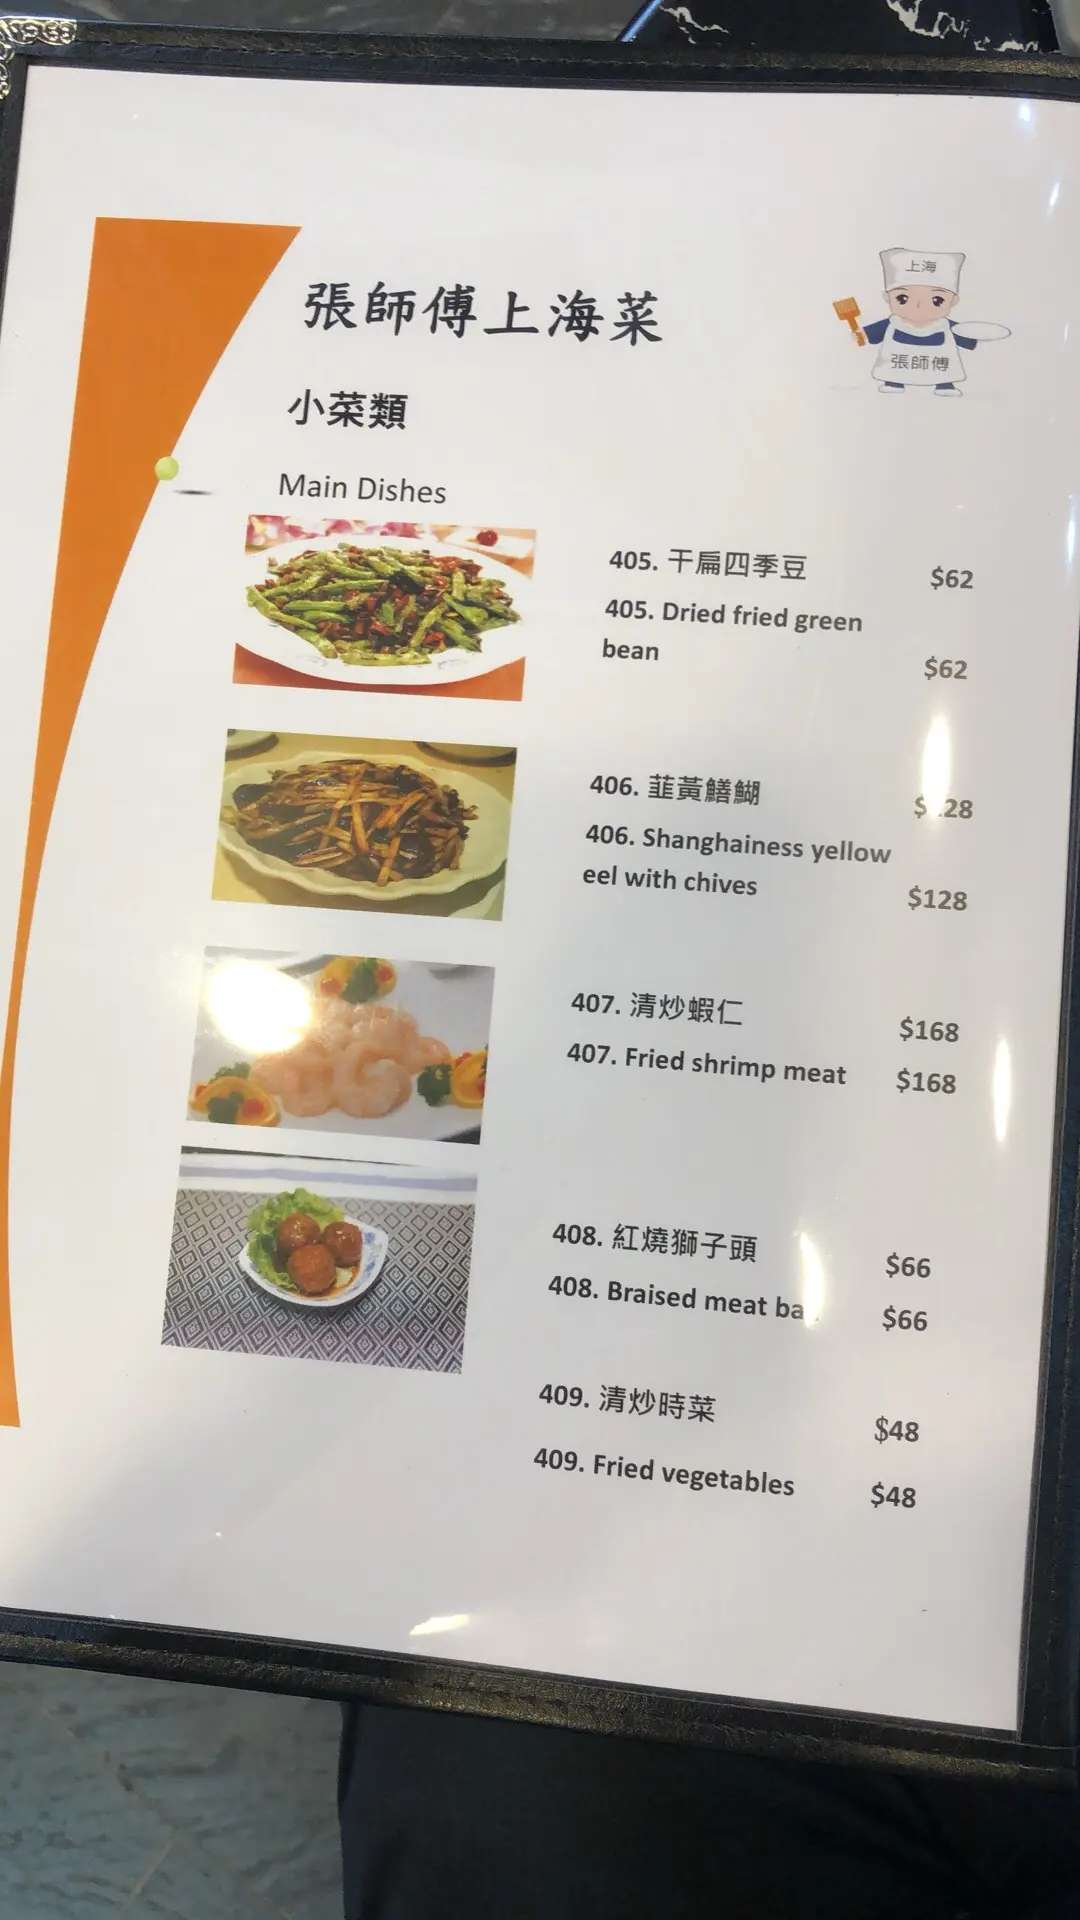 上海
張師傅
張師傅上海菜
小菜類
Main Dishes
405. 干扁四季豆 $62
405. Dried fried green
bean $62
406. 韮黃鱔鰗
406. Shanghainess yellow
eel with chives $128
407. 清炒蝦仁 $168
407. Fried shrimp meat $168
408. 紅燒獅子頭 $66
408. Braised meat $66
409. 清炒時菜 $48
409. Fried vegetables $48